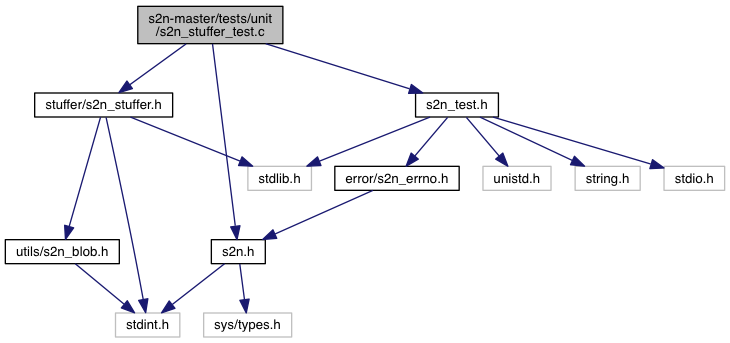 s2n-master/tests/unit
/s2n_stuffer_test.c
stuffer/s2n_stuffer.h
s2n_test.h
stdlib.h
error/s2n_errno.h
unistd.h
string.h
stdio.h
utils/s2n_blob.h
s2n.h
stdint.h
sys/types.h